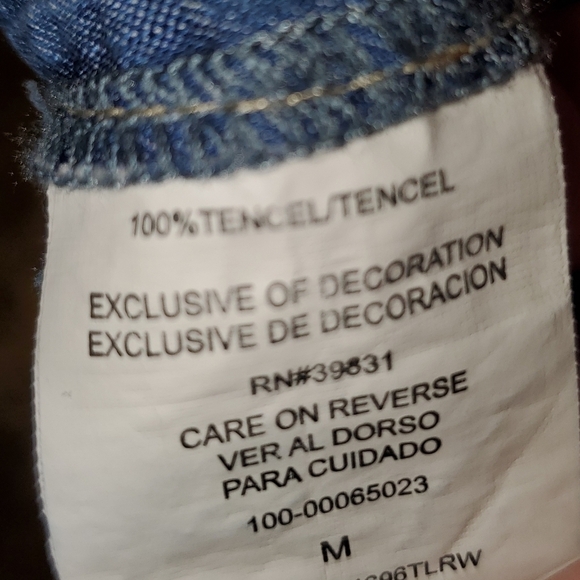 100%TENCEL/TENCEL
EXCLUSIVE OF DECORATION
EXCLUSIVE DE DECORACION
RN#39831
CARE ON REVERSE
VER AL DORSO
PARA CUIDADO
100-00065023
M